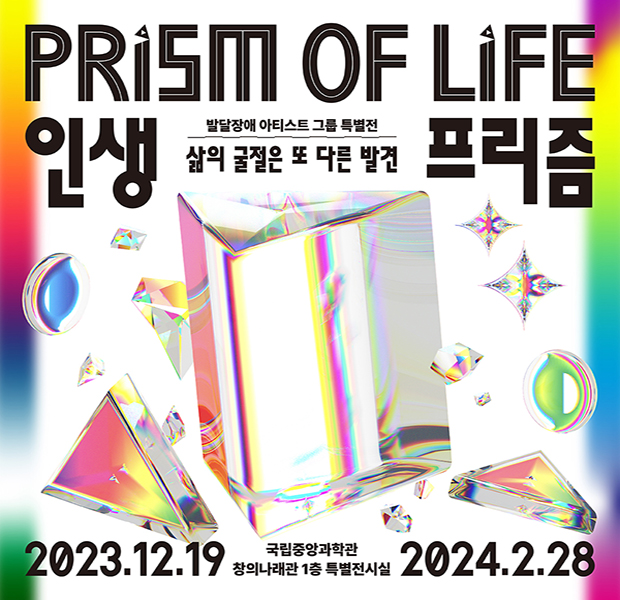 PRiSM OF LiFE
인생 프리즘
발달장애 아티스트 그룹 특별전
삶의 굴절은 또 다른 발견
2023.12.19
국립중앙과학관
창의나래관 1층 특별전시실
2024.2.28